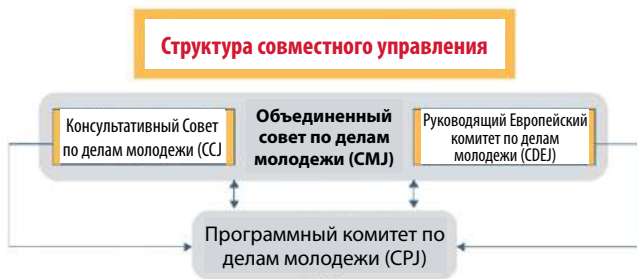 Структура совместного управления
Консультативный Совет
по делам молодежи (CCJ
Объединенный
совет по делам
молодежи (CMJ)
Руководящий Европейский
комитет по делам
молодежи (CDEJ)
Программный комитет по
делам молодежи (CPJ)